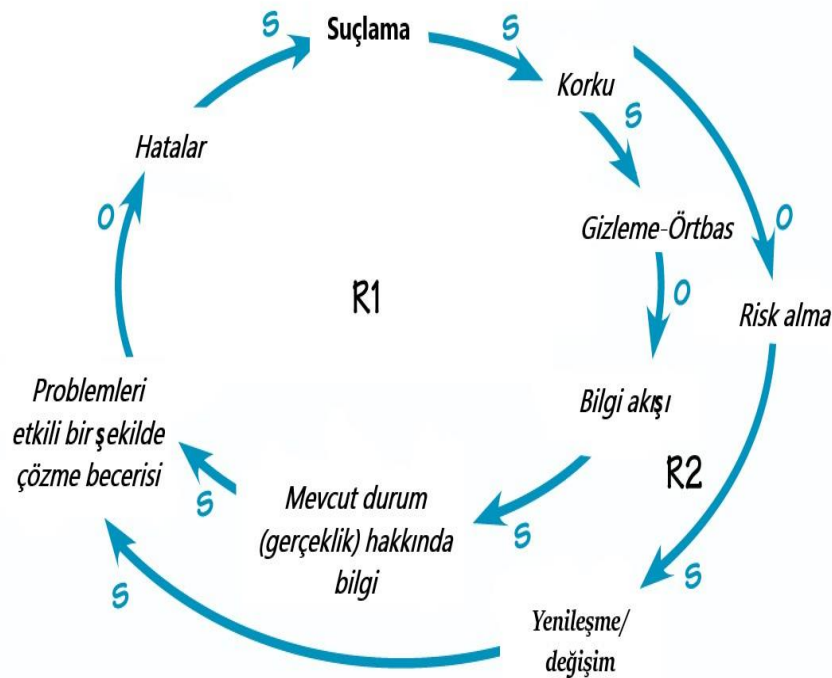 S
Suçlama
S
Korku
S
Hatalar
O
Gizleme-Örtbas
O
R1
O
Risk alma
Problemleri
etkili bir şekilde
çözme becerisi
Bilgi akışı
R2
S
Mevcut durum
(gerçeklik) hakkında
bilgi
S
S
S
Yenileşme/
değişim